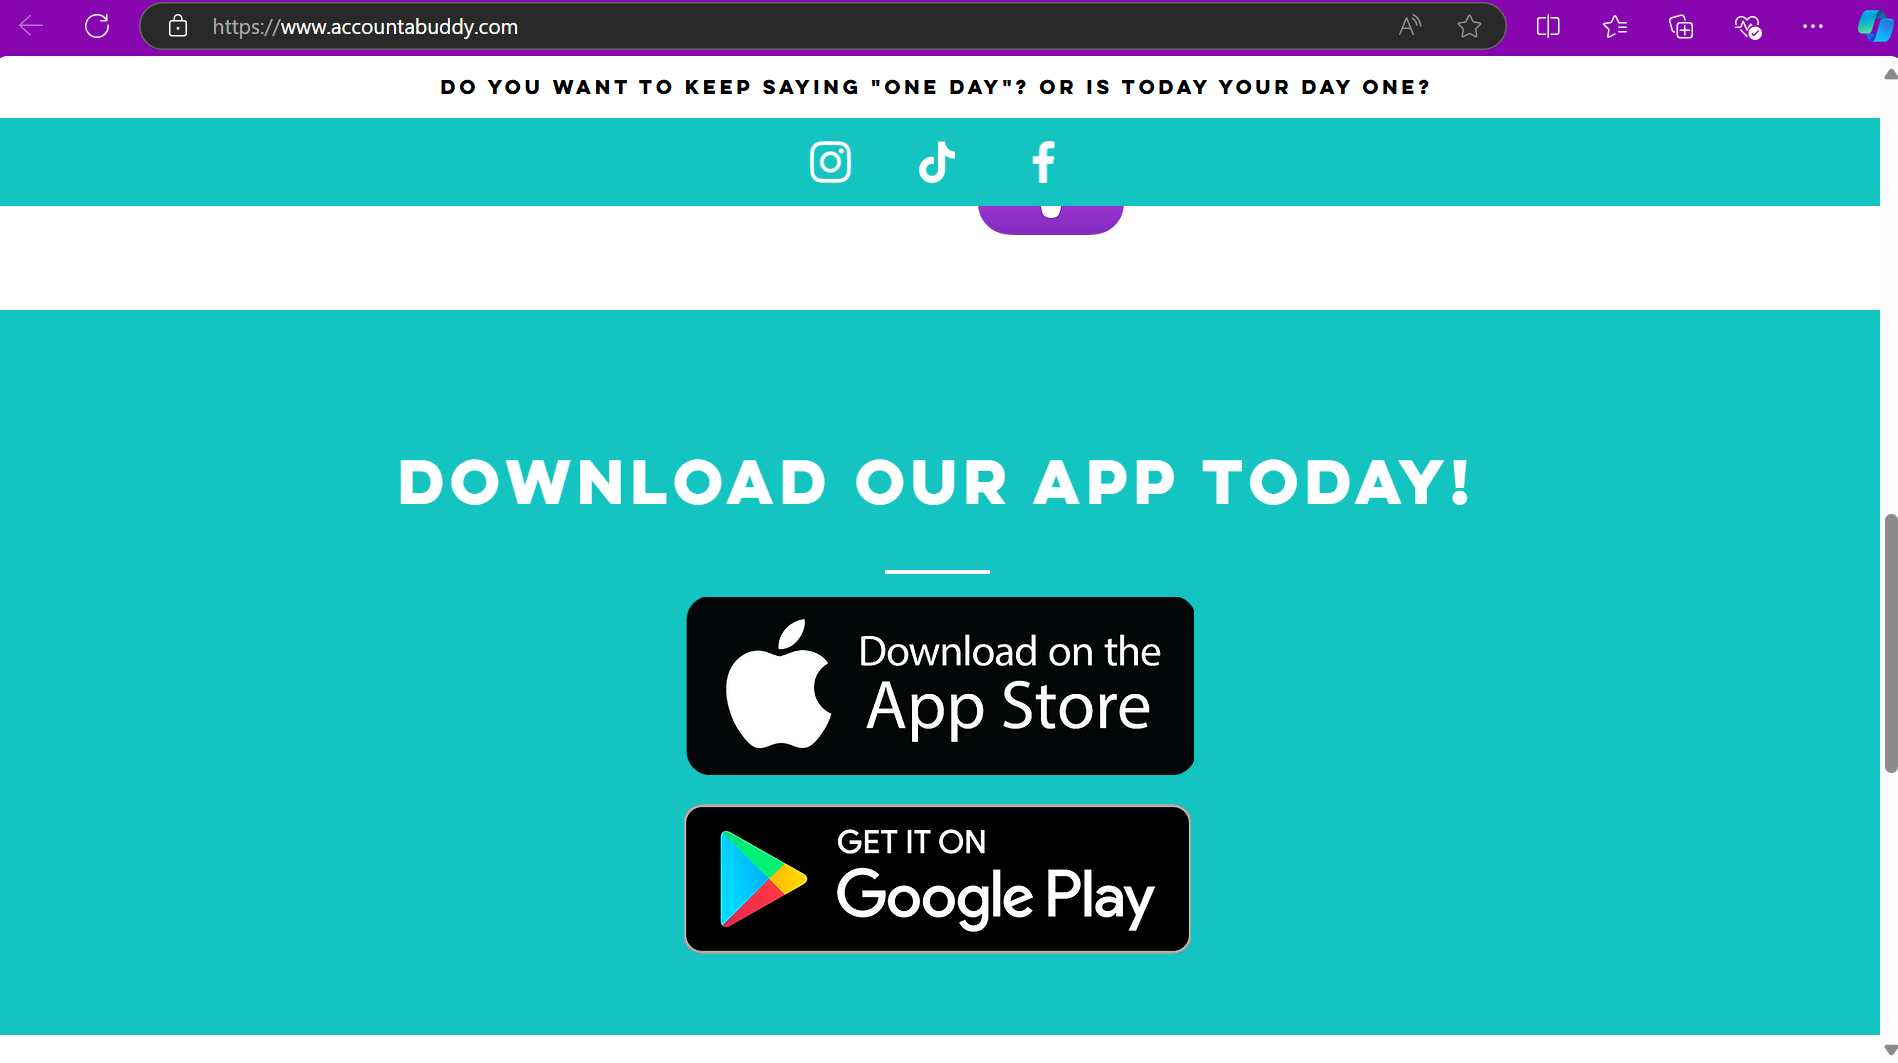 https://www.accountabuddy.com
DO YOU WANT TO KEEP SAYING "ONE DAY"? OR IS TODAY YOUR DAY ONE?
DOWNLOAD OUR APP TODAY!
Download on the
App Store
GET IT ON
Google Play